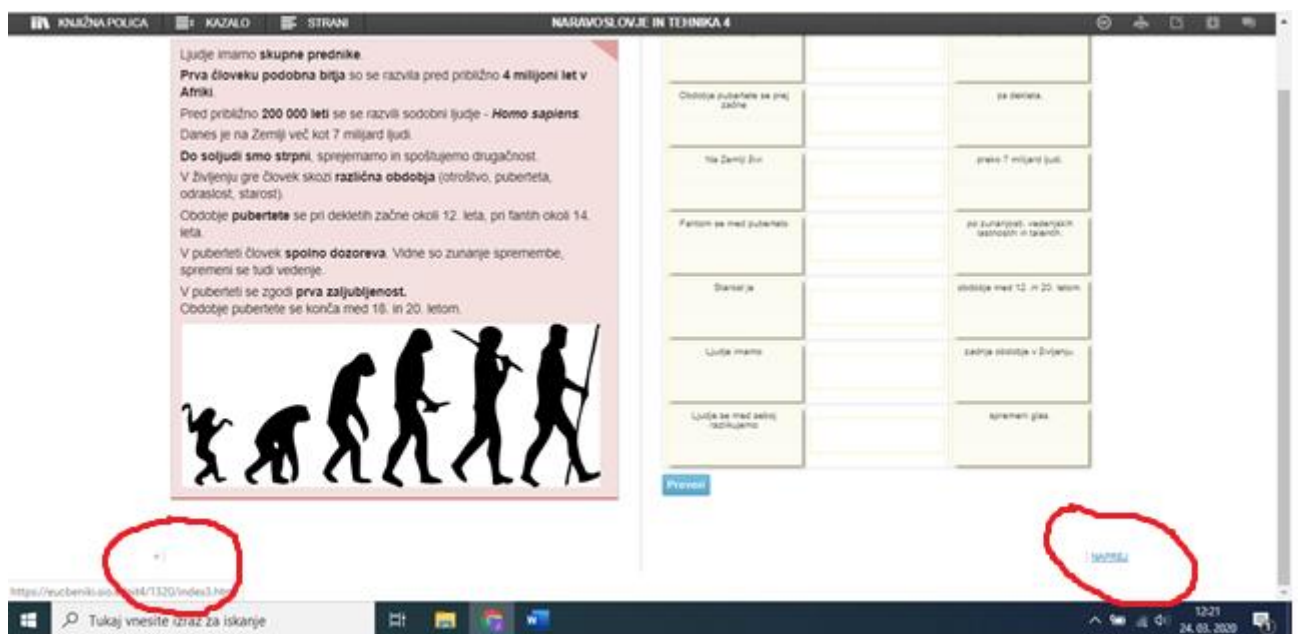 KNJIŽNA POLICA
KAZALO
STRANI
NARAVOSLOVJE IN TEHNIKA 4
Ljudje imamo skupne prednike.
Prva človeku podobna bitja so se razvila pred približno 4 milijoni let v
Afriki.
Pred približno 200 000 leti se se razvili sodobni ljudje - Homo sapiens.
Danes je na Zemlji več kot 7 milijard ljudi.
Do soljudi smo strpni, sprejemamo in spoštujemo drugačnost.
V življenju gre človek skozi različna obdobja (otroštvo, puberteta,
odraslost, starost).
Obdobje pubertete se pri dekletih začne okoli 12. leta, pri fantih okoli 14.
leta.
V puberteti človek spolno dozoreva. Vidne so zunanje spremembe,
spremeni se tudi vedenje.
V puberteti se zgodi prva zaljubljenost.
Obdobje pubertete se konča med 18. in 20. letom.
Obdobje pubertete se prej
začne
za dekleta.
Na Zemlji živi
preko 7 milijard ljudi.
Fantom se med puberteto
po zunanjosti, vedenjskih
lastnostih in talentih.
Starost je
obdobje med 12. in 20. letom.
Ljudje imamo
zadnje obdobje v življenju.
Ljudje se med seboj
razlikujemo
spremeni glas.
Preveri
NAPREJ
Tukaj vnesite izraz za iskanje
12:21
24. 03. 2020